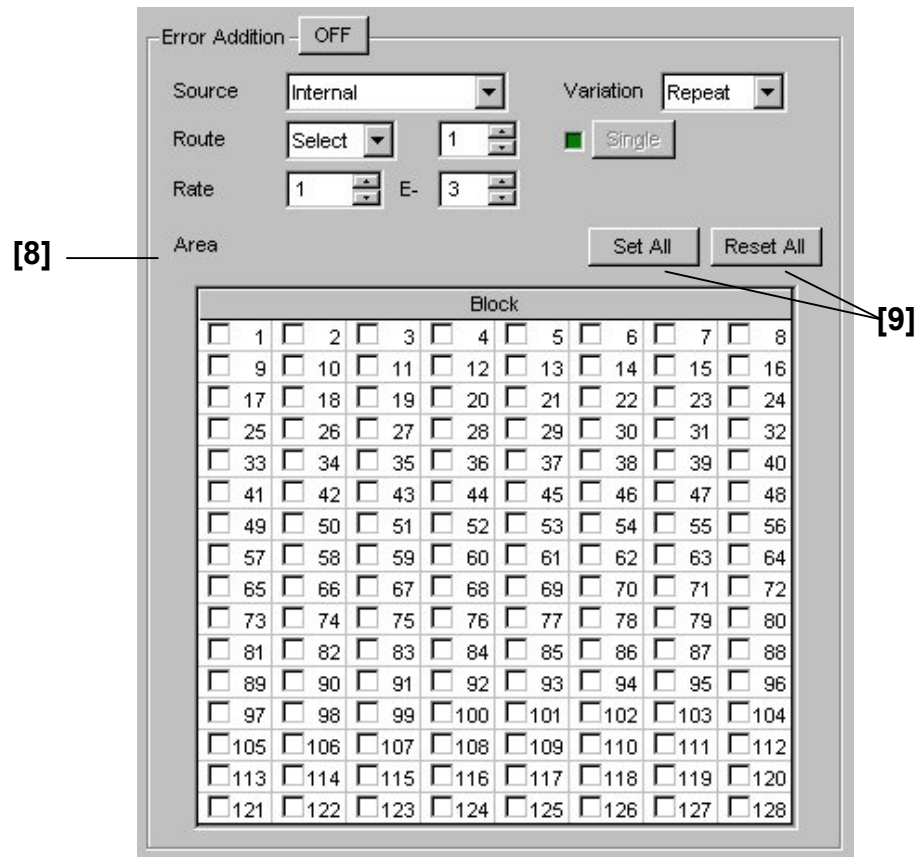 Error Addition OFF
Source Internal Variation Repeat
Route Select 1 Single
Rate 1 E- 3
[8] Area Set All Reset All
[9]
Block
1 2 3 4 5 6 7 8
9 10 11 12 13 14 15 16
17 18 19 20 21 22 23 24
25 26 27 28 29 30 31 32
33 34 35 36 37 38 39 40
41 42 43 44 45 46 47 48
49 50 51 52 53 54 55 56
57 58 59 60 61 62 63 64
65 66 67 68 69 70 71 72
73 74 75 76 77 78 79 80
81 82 83 84 85 86 87 88
89 90 91 92 93 94 95 96
97 98 99 100 101 102 103 104
105 106 107 108 109 110 111 112
113 114 115 116 117 118 119 120
121 122 123 124 125 126 127 128